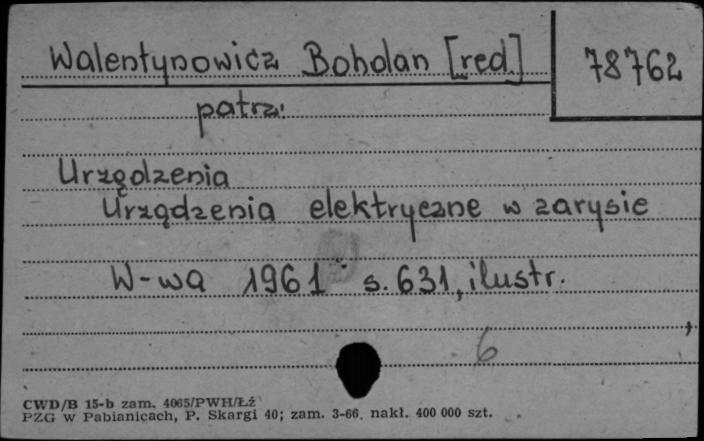 Walentynowicz Bohdan [red.] 78762
patrz:
Urządzenia
Urządzenia elektryczne w zarysie
W-wa 1961 s. 631, ilustr.
6
CWD/B 15-b zam. 4065/PWH/Łź
PZG w Pabianicach, P. Skargi 40; zam. 3-66. nakł. 400 000 szt.